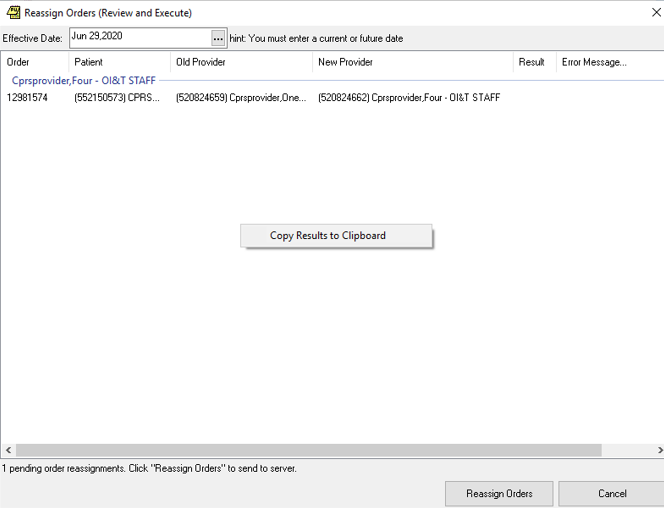 Reassign Orders (Review and Execute)
Effective Date: Jun 29,2020 ... hint: You must enter a current or future date
Order Patient Old Provider New Provider Result Error Message...
Cprsprovider,Four - OI&T STAFF
12981574 (552150573) CPRS... (520824659) Cprsprovider,One... (520824662) Cprsprovider,Four - OI&T STAFF
Copy Results to Clipboard
1 pending order reassignments. Click "Reassign Orders" to send to server.
Reassign Orders Cancel